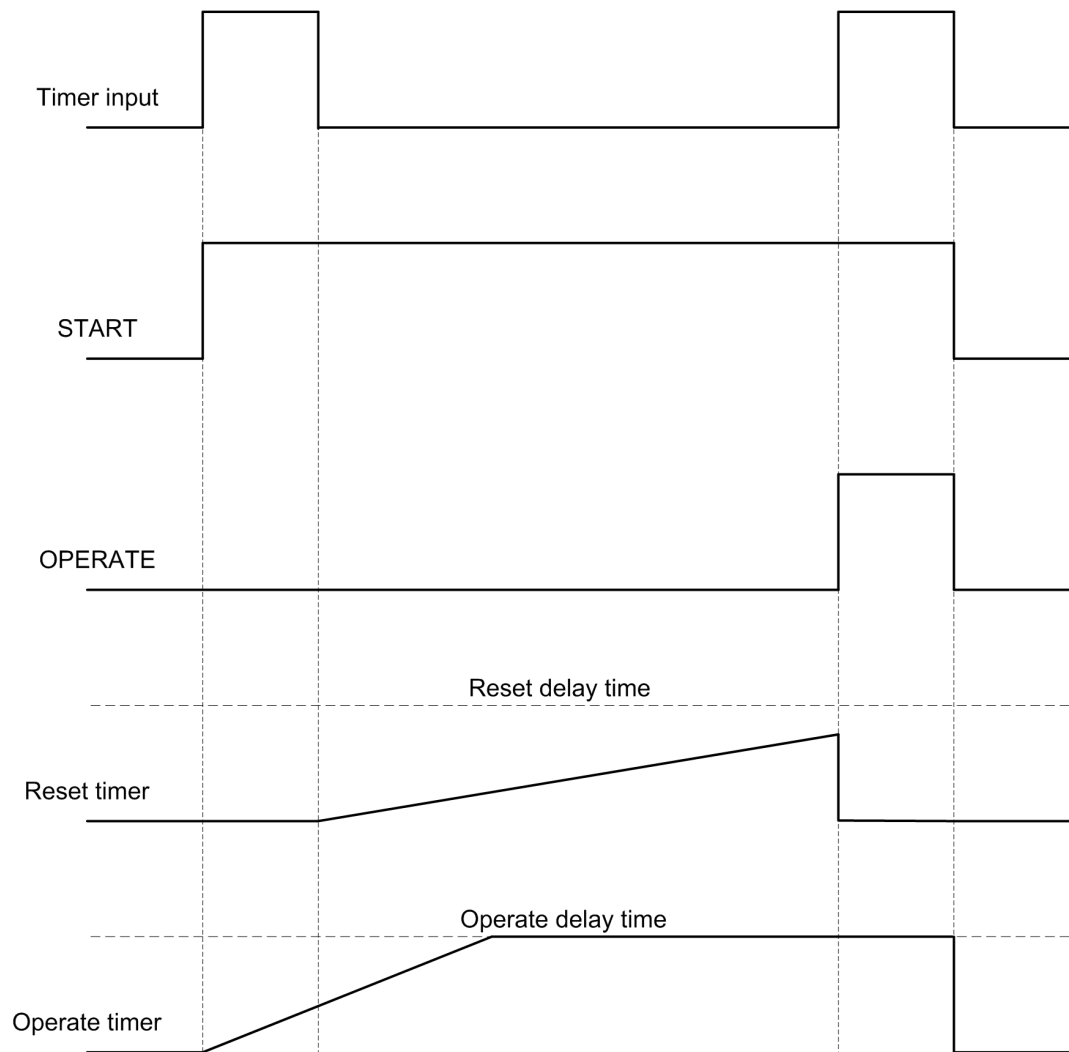 Timer input
START
OPERATE
Reset delay time
Reset timer
Operate delay time
Operate timer